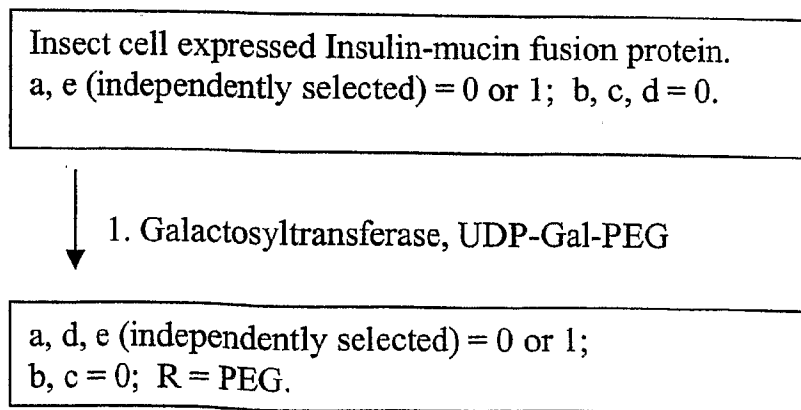 Insect cell expressed Insulin-mucin fusion protein.
a, e (independently selected) = 0 or 1; b, c, d = 0.
1. Galactosyltransferase, UDP-Gal-PEG
a, d, e (independently selected) = 0 or 1;
b, c = 0; R = PEG.